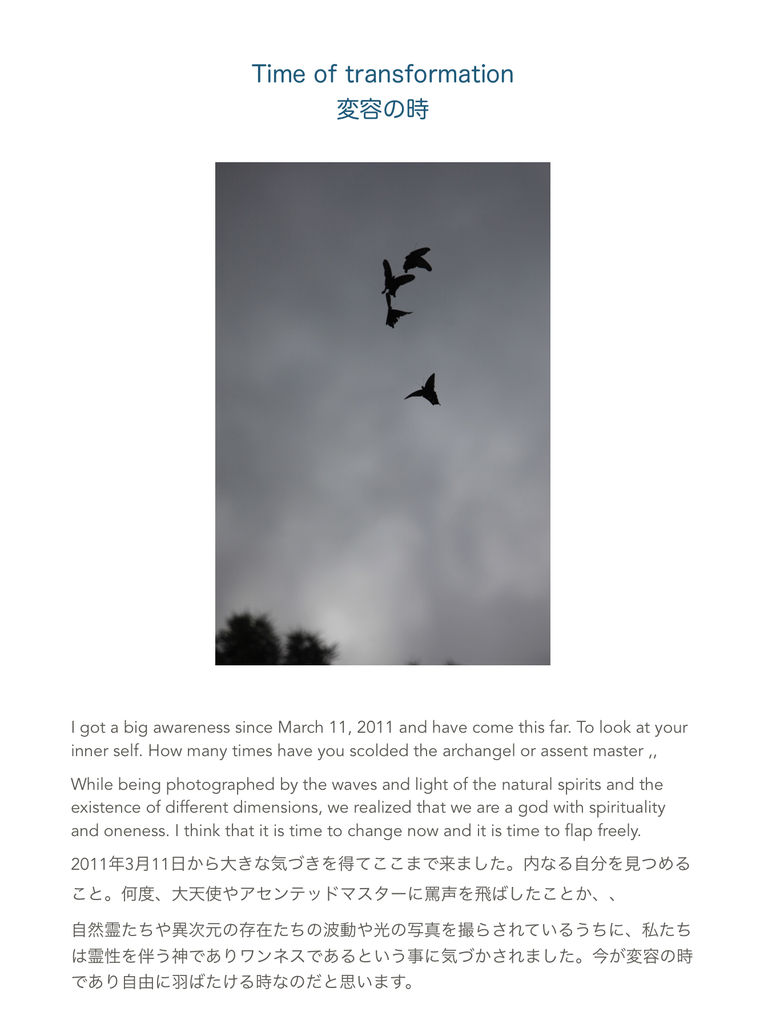 Time of transformation
変容の時
I got a big awareness since March 11, 2011 and have come this far. To look at your
inner self. How many times have you scolded the archangel or assent master ,,
While being photographed by the waves and light of the natural spirits and the
existence of different dimensions, we realized that we are a god with spirituality
and oneness. I think that it is time to change now and it is time to flap freely.
2011年3月11日から大きな気づきを得てここまで来ました。内なる自分を見つめる
こと。何度、大天使やアセンテッドマスターに罵声を飛ばしたことか、、
自然霊たちや異次元の存在たちの波動や光の写真を撮らされているうちに、私たち
は霊性を伴う神でありワンネスであるという事に気づかされました。今が変容の時
であり自由に羽ばたける時なのだと思います。